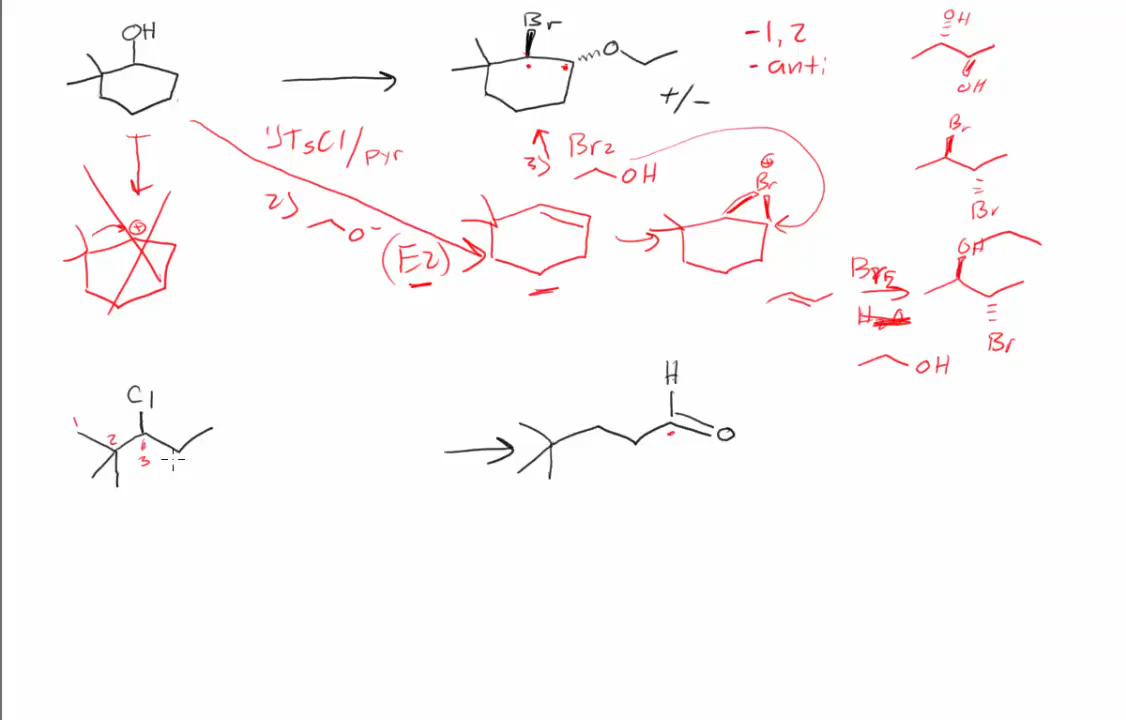 OH
Br
O
+/-
-1, 2
- anti
OH
OH
1) TsCl/pyr
2)
O⁻
(E2)
3)
Br2
OH
⊕
⊕
Br
Br
Br
OH
Br
OH
Br
Cl
1
2
3
H
O